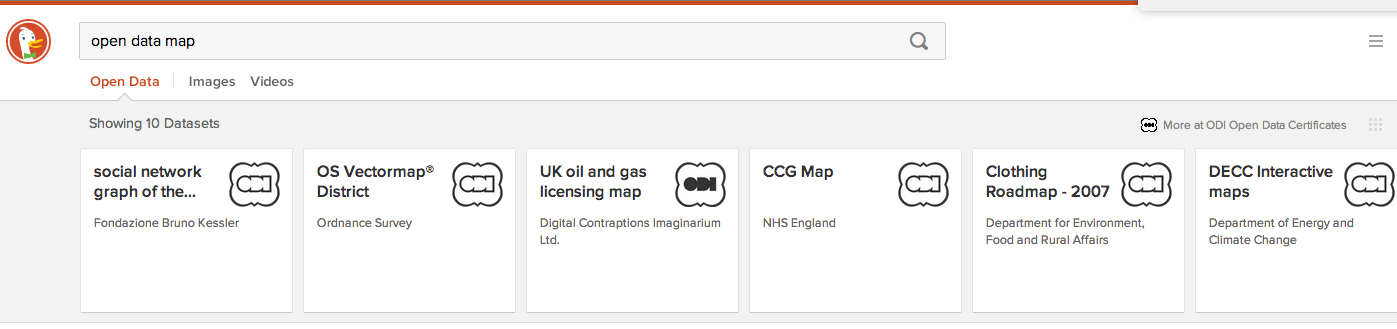 open data map
Open Data
Images
Videos
Showing 10 Datasets
ODI
More at ODI Open Data Certificates
social network
graph of the...
Fondazione Bruno Kessler
OS Vectormap®
District
Ordnance Survey
UK oil and gas
licensing map
ODI
Digital Contraptions Imaginarium
Ltd.
CCG Map
NHS England
Clothing
Roadmap - 2007
Department for Environment,
Food and Rural Affairs
DECC Interactive
maps
Department of Energy and
Climate Change